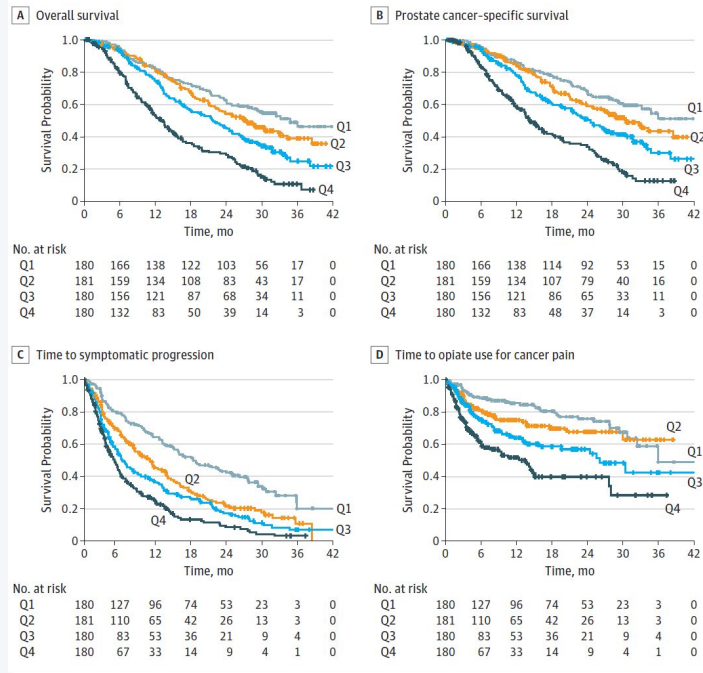 A Overall survival
1.0
0.8
0.6
0.4
0.2
0
Survival Probability
Q1
Q2
Q3
Q4
0 6 12 18 24 30 36 42
Time, mo
No. at risk
Q1 180 166 138 122 103 56 17 0
Q2 181 159 134 108 83 43 17 0
Q3 180 156 121 87 68 34 11 0
Q4 180 132 83 50 39 14 3 0
B Prostate cancer-specific survival
1.0
0.8
0.6
0.4
0.2
0
Survival Probability
Q1
Q2
Q3
Q4
0 6 12 18 24 30 36 42
Time, mo
No. at risk
Q1 180 166 138 114 92 53 15 0
Q2 181 159 134 107 79 40 16 0
Q3 180 156 121 86 65 33 11 0
Q4 180 132 83 48 37 14 3 0
C Time to symptomatic progression
1.0
0.8
0.6
0.4
0.2
0
Survival Probability
Q2
Q4
Q1
Q3
0 6 12 18 24 30 36 42
Time, mo
No. at risk
Q1 180 127 96 74 53 23 3 0
Q2 181 110 65 42 26 13 3 0
Q3 180 83 53 36 21 9 4 0
Q4 180 67 33 14 9 4 1 0
D Time to opiate use for cancer pain
1.0
0.8
0.6
0.4
0.2
0
Survival Probability
Q2
Q1
Q3
Q4
0 6 12 18 24 30 36 42
Time, mo
No. at risk
Q1 180 127 96 74 53 23 3 0
Q2 181 110 65 42 26 13 3 0
Q3 180 83 53 36 21 9 4 0
Q4 180 67 33 14 9 4 1 0